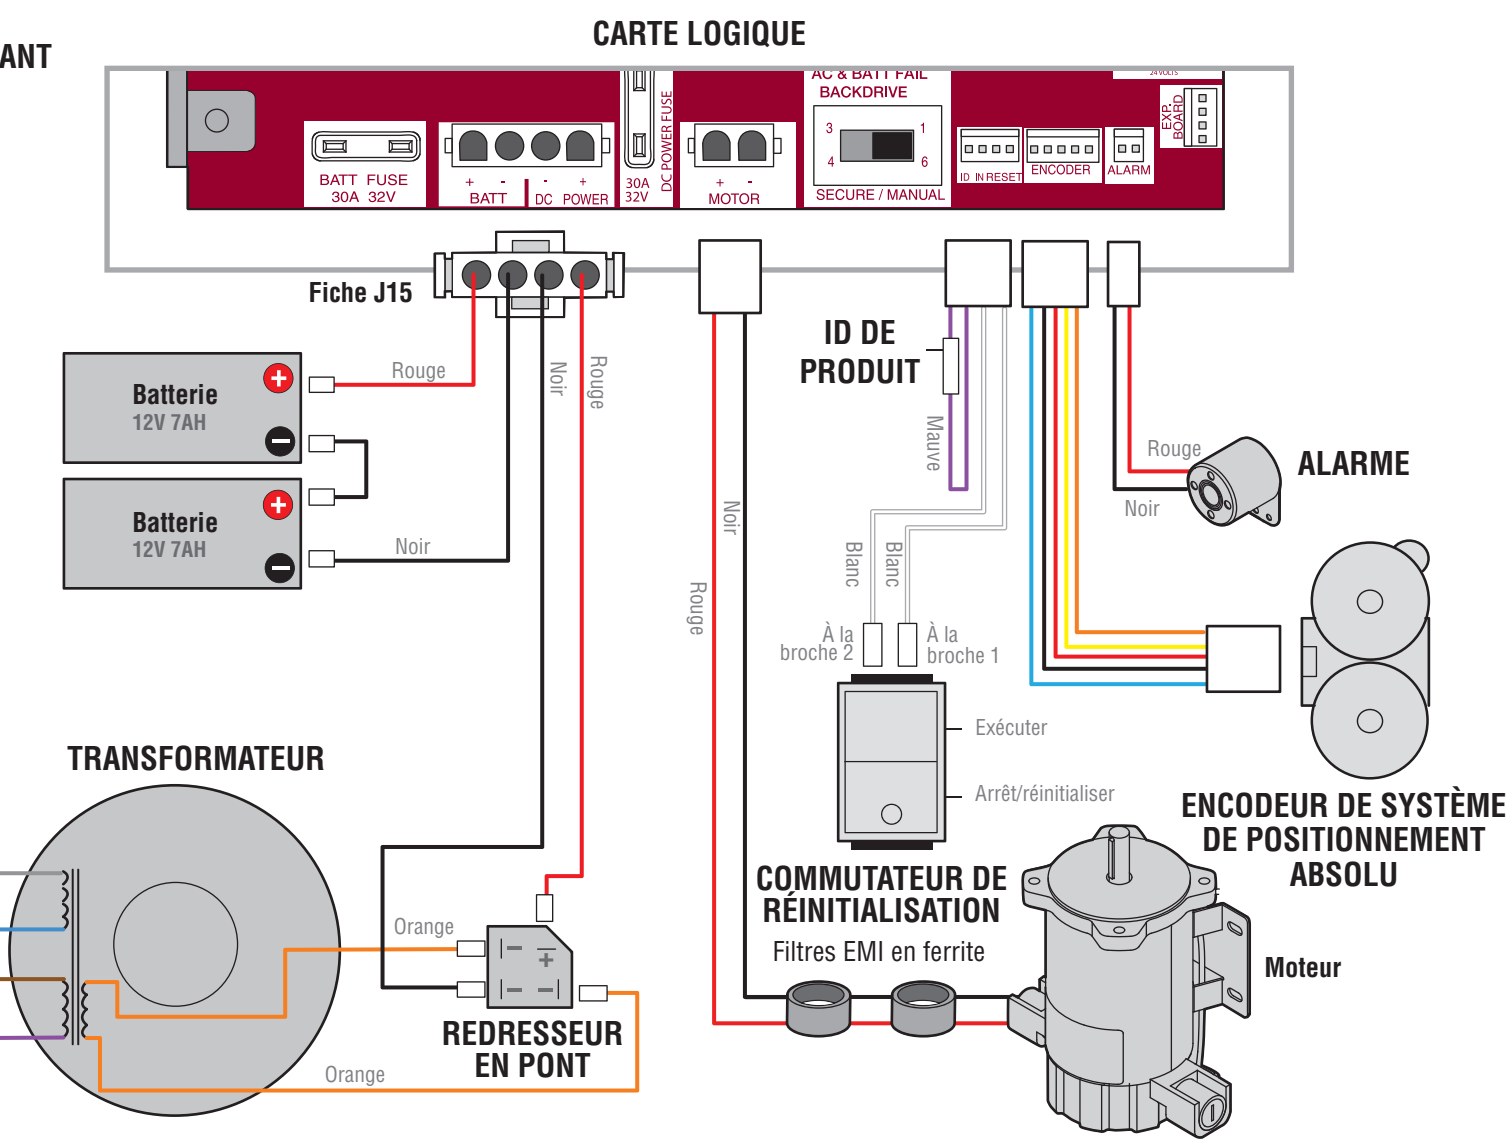 CARTE LOGIQUE
ANT
AC & BATT FAIL
BACKDRIVE
24 VOLTS
3
1
4
6
SECURE / MANUAL
BATT FUSE
30A 32V
+ - - +
BATT
DC POWER
30A
32V
DC POWER FUSE
+ -
MOTOR
ID IN RESET
ENCODER
ALARM
EXP.
BOARD
Fiche J15
Rouge
Noir
Rouge
Batterie
12V 7AH
+
−
Batterie
12V 7AH
+
−
Noir
ID DE
PRODUIT
Mauve
Rouge
Noir
ALARME
Noir
Rouge
Blanc
Blanc
À la
broche 2
À la
broche 1
Exécuter
Arrêt/réinitialiser
COMMUTATEUR DE
RÉINITIALISATION
ENCODEUR DE SYSTÈME
DE POSITIONNEMENT
ABSOLU
TRANSFORMATEUR
Orange
Orange
+
REDRESSEUR
EN PONT
Filtres EMI en ferrite
Moteur